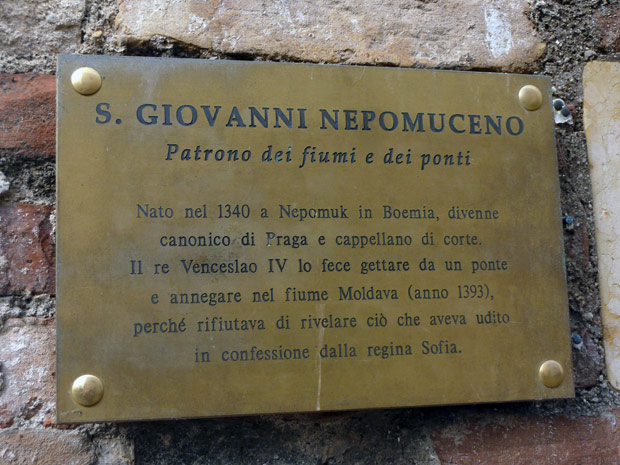 S. GIOVANNI NEPOMUCENO
Patrono dei fiumi e dei ponti
Nato nel 1340 a Nepomuk in Boemia, divenne
canonico di Praga e cappellano di corte.
Il re Venceslao IV lo fece gettare da un ponte
e annegare nel fiume Moldava (anno 1393),
perché rifiutava di rivelare ciò che aveva udito
in confessione dalla regina Sofia.